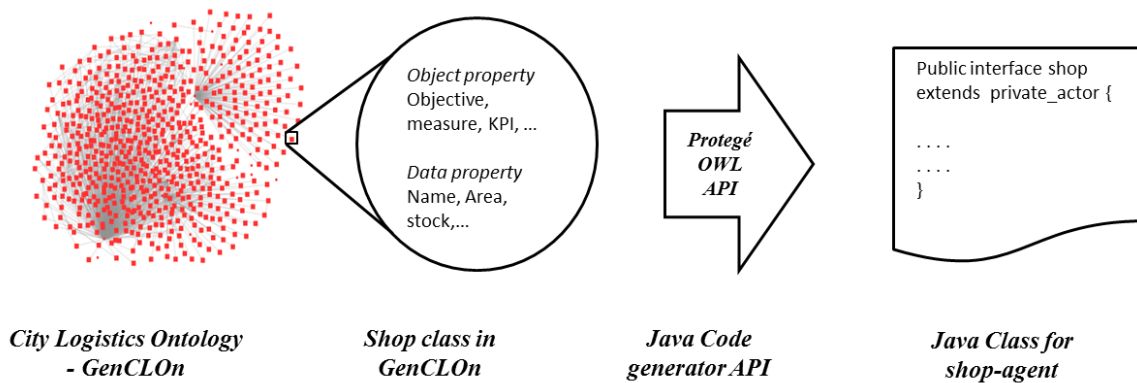 Object property
Objective,
measure, KPI, ...
Data property
Name, Area,
stock,...
Protegé
OWL
API
Public interface shop
extends private_actor {
. . . .
. . . .
}
City Logistics Ontology
- GenCLOn
Shop class in
GenCLOn
Java Code
generator API
Java Class for
shop-agent